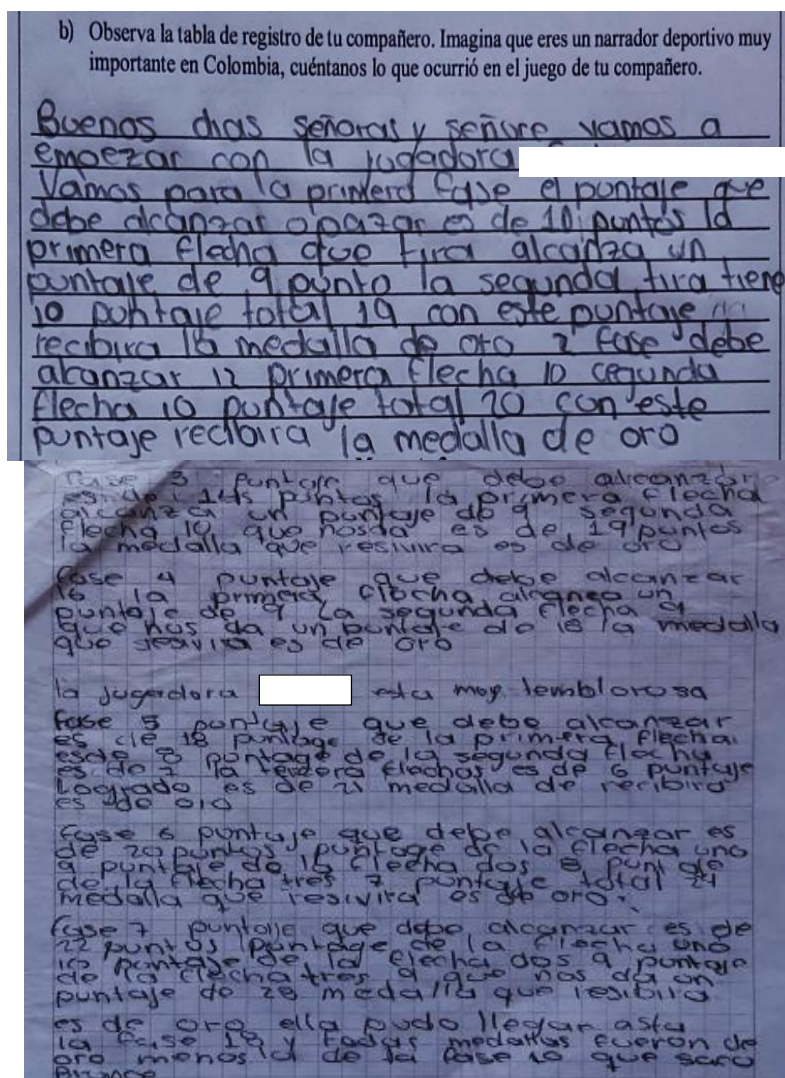 b) Observa la tabla de registro de tu compañero. Imagina que eres un narrador deportivo muy
importante en Colombia, cuéntanos lo que ocurrió en el juego de tu compañero.
Buenos dias señoras y señore vamos a
empezar con la jugadora
Vamos para la primera fase el puntaje que
debe alcanzar o pazar es de 10 puntos la
primera flecha que tira alcanza un
puntaje de 9 punto la segunda tira tiene
10 puntaje total 19 con este puntaje
recibira la medalla de oro 2 fase debe
alcanzar 12 primera flecha 10 cegunda
flecha 10 puntaje total 20 con este
puntaje recibira la medalla de oro
Fase 3 puntaje que debe alcanzar
es de 14 puntos la primera flecha
alcanza un puntaje de 9 segunda
flecha 10 que nos da es de 19 puntos
la medalla que resivira es de oro
fase 4 puntaje que debe alcanzar
16 la primera flecha alcanza un
puntaje de 9 la segunda flecha 9
que nos da un puntaje de 18 la medalla
que resivira es de oro
la jugadora esta muy temblorosa
fase 5 puntaje que debe alcanzar
es de 18 puntage de la primera flecha
es de 8 puntage de la segunda flecha
es de 7 la tercera flechas es de 6 puntaje
Logrado es de 21 medalla de recibira
es de oro
fase 6 puntaje que debe alcanzar es
de 20 puntos puntage de la flecha uno
9 puntaje de la flecha dos 8 puntaje
de la flecha tres 7 puntaje total 24
medalla que resivira es de oro.
fase 7 puntaje que debe alcanzar es de
22 puntos puntage de la flecha uno
10 puntage de la flecha dos 9 puntaje
de la flecha tres 9 que nos da un
puntaje de 28 medalla que resibira
es de oro ella pudo llegar asta
la fase 12 y todas medallas fueron de
oro menos la de la fase 10 que saco
bronce